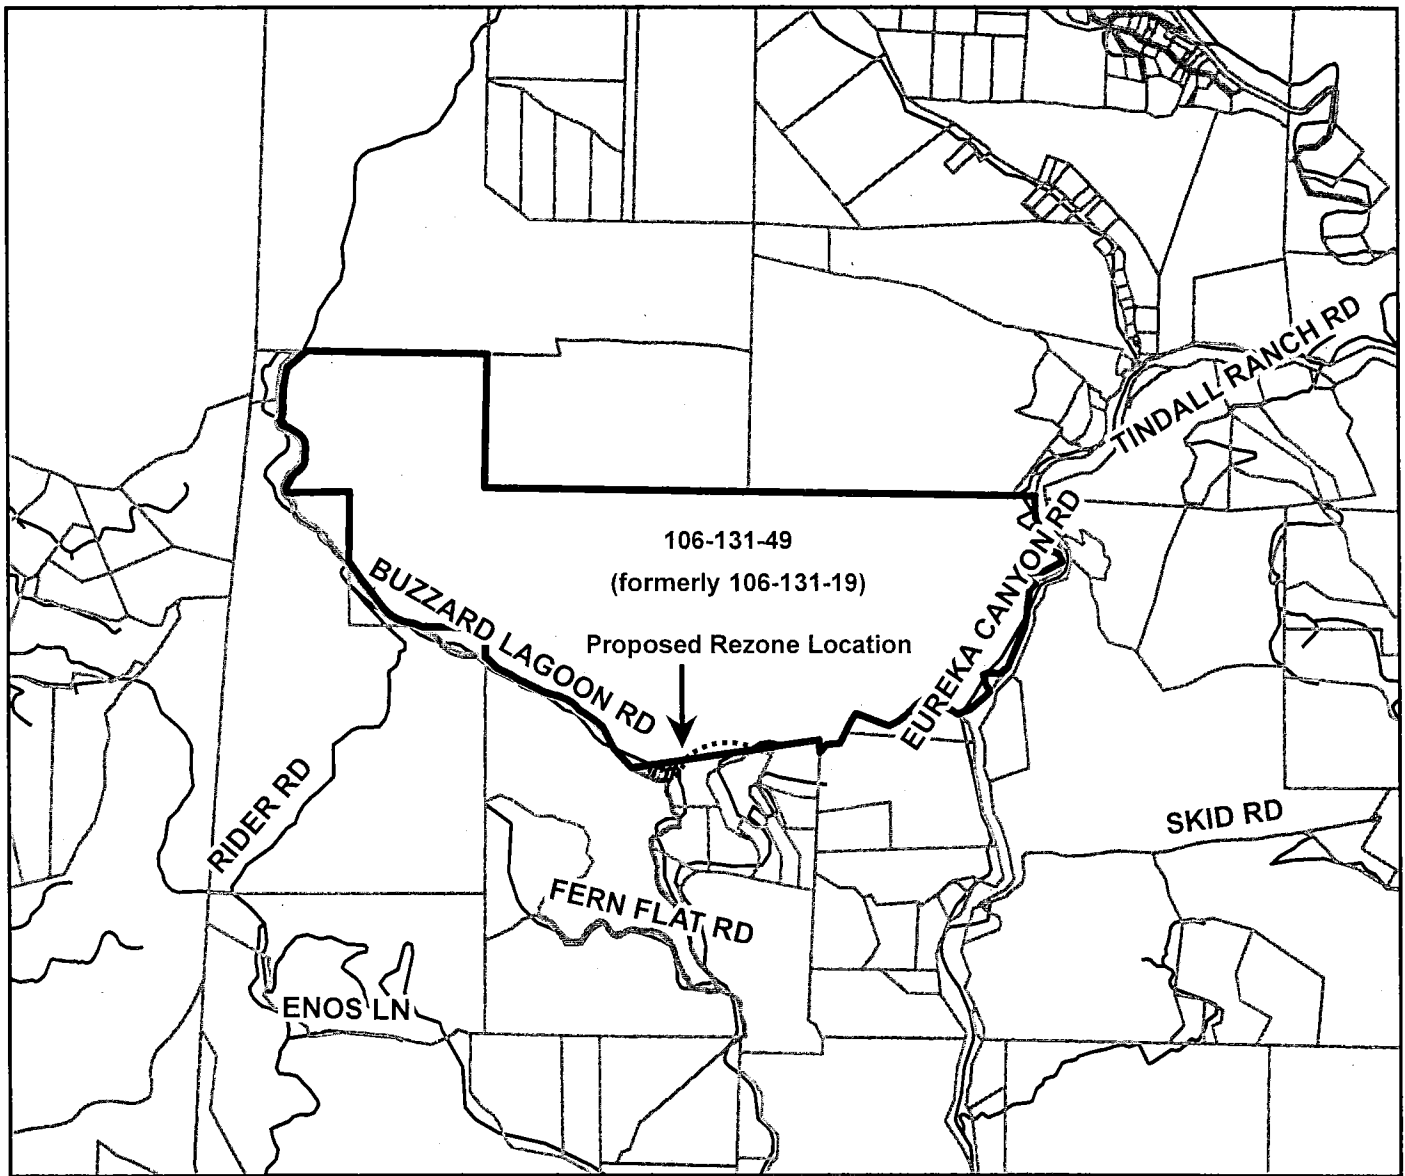 TINDALL RANCH RD
106-131-49
(formerly 106-131-19)
EUREKA CANYON RD
BUZZARD LAGOON RD
Proposed Rezone Location
RIDER RD
SKID RD
FERN FLAT RD
ENOS LN